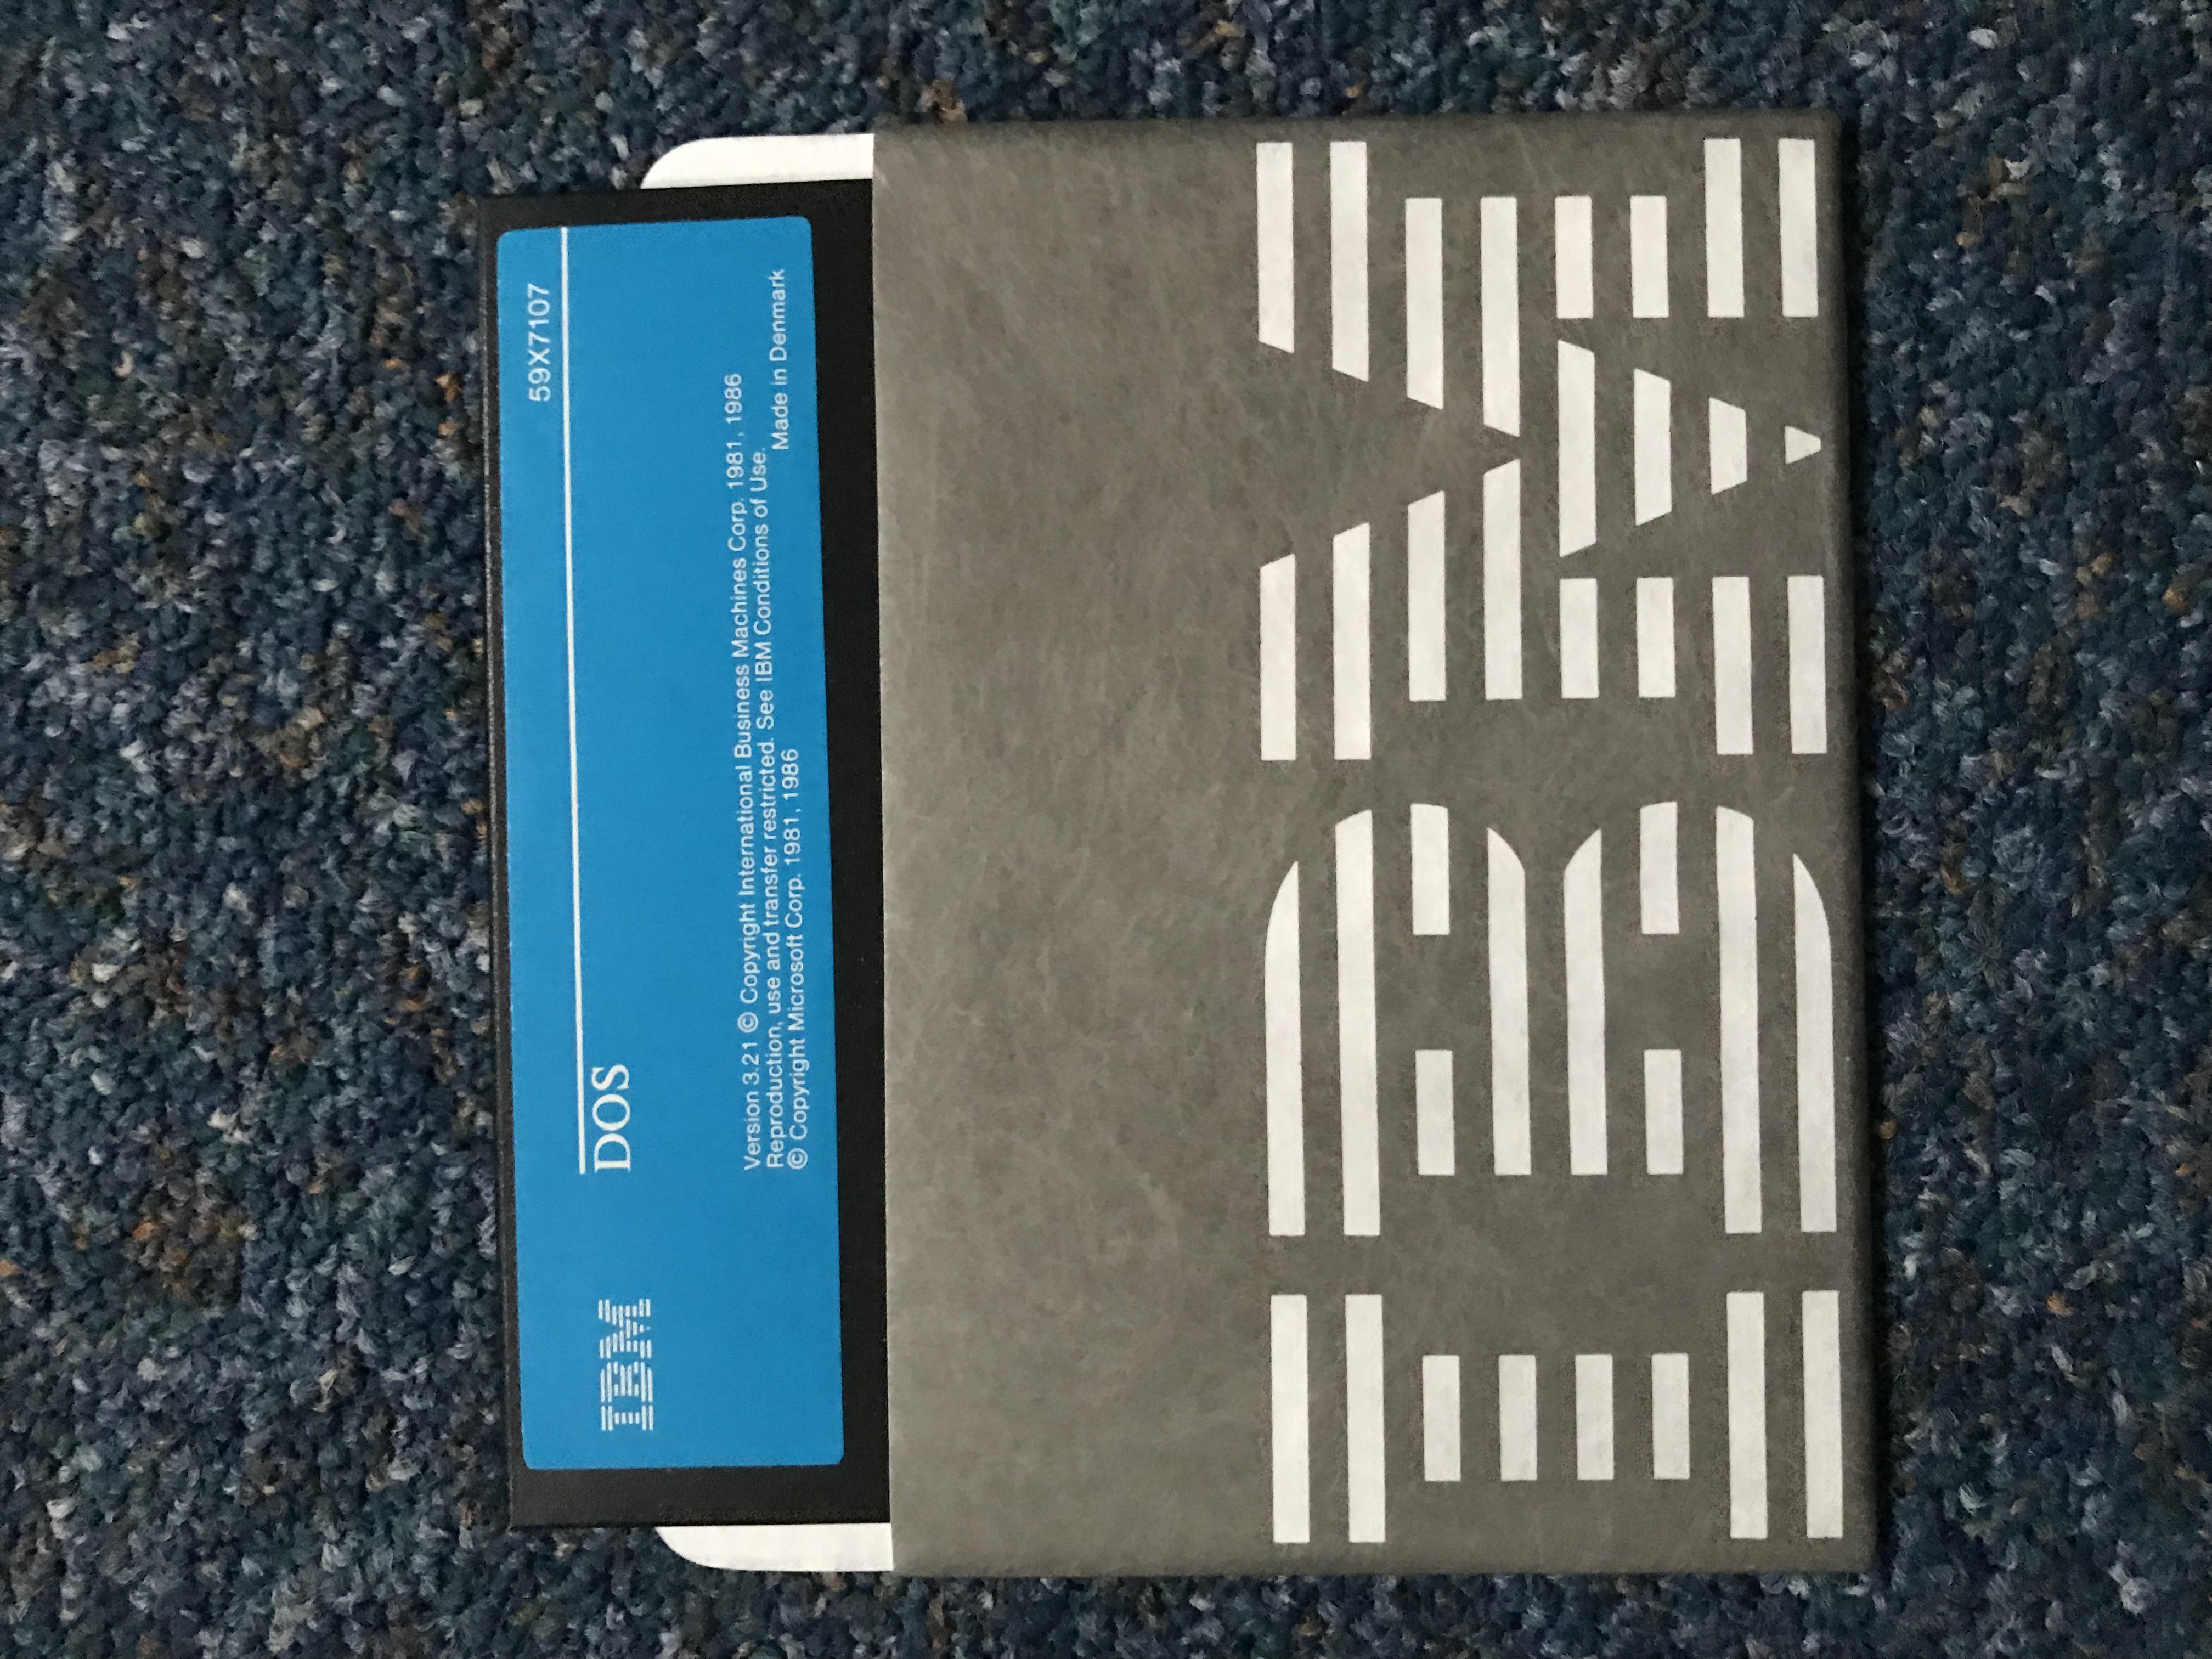 59X7107
IBM
DOS
Version 3.21 © Copyright International Business Machines Corp. 1981, 1986
Reproduction, use and transfer restricted. See IBM Conditions of Use.
Made in Denmark
© Copyright Microsoft Corp. 1981, 1986
IBM